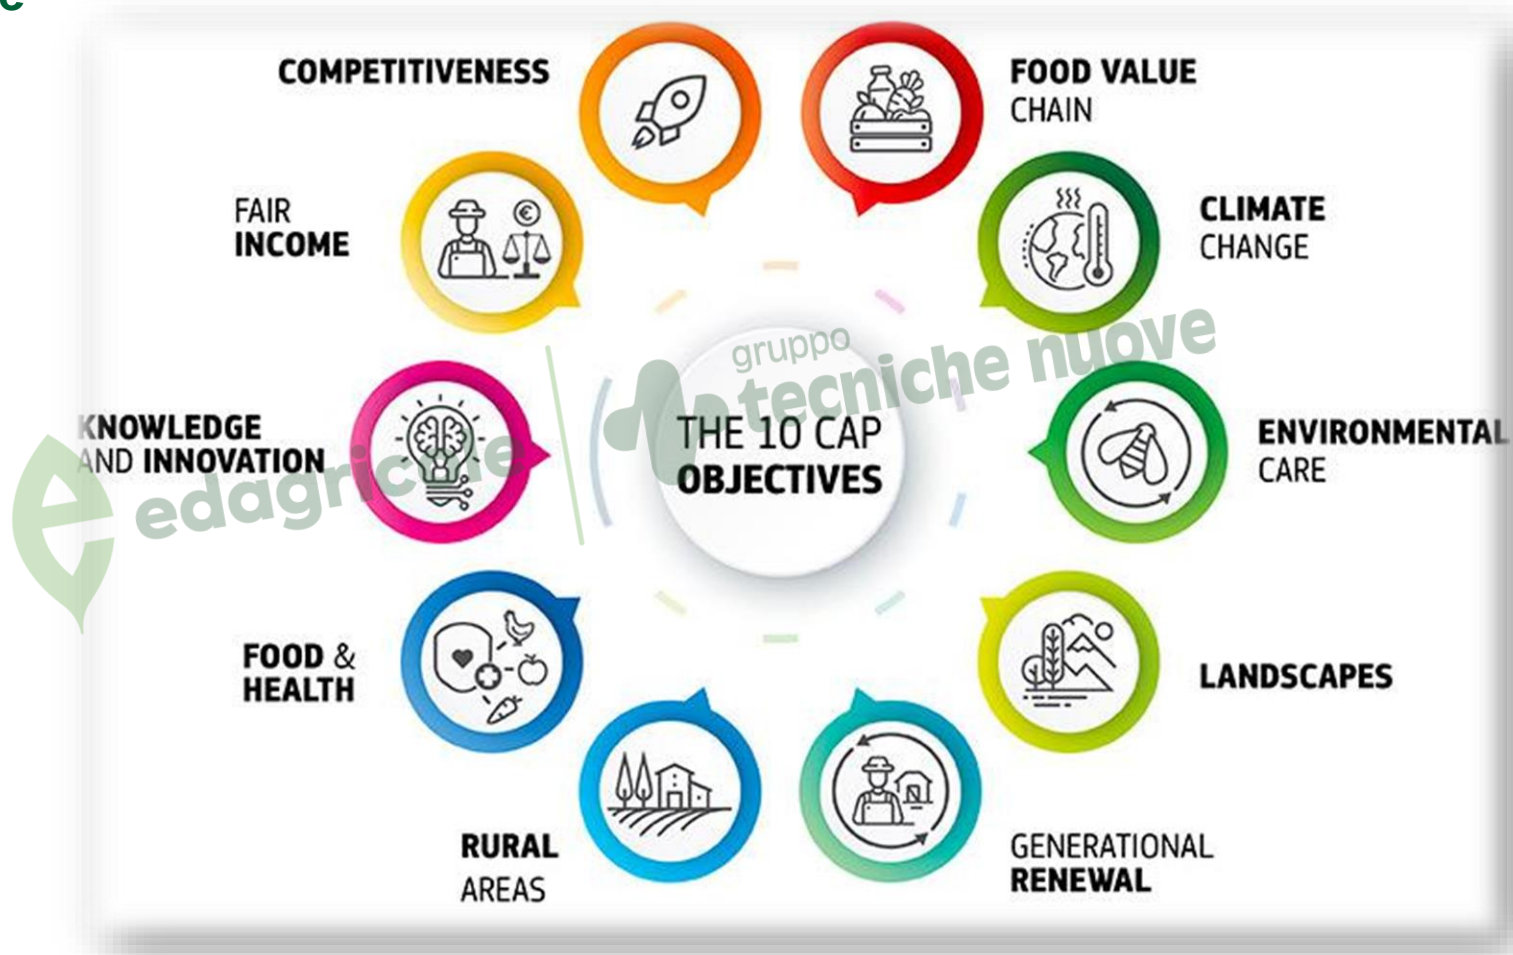 COMPETITIVENESS
FOOD VALUE
CHAIN
FAIR
INCOME
CLIMATE
CHANGE
gruppo
tecniche nuove
KNOWLEDGE
AND INNOVATION
edagricole
THE 10 CAP
OBJECTIVES
ENVIRONMENTAL
CARE
FOOD &
HEALTH
LANDSCAPES
RURAL
AREAS
GENERATIONAL
RENEWAL
€